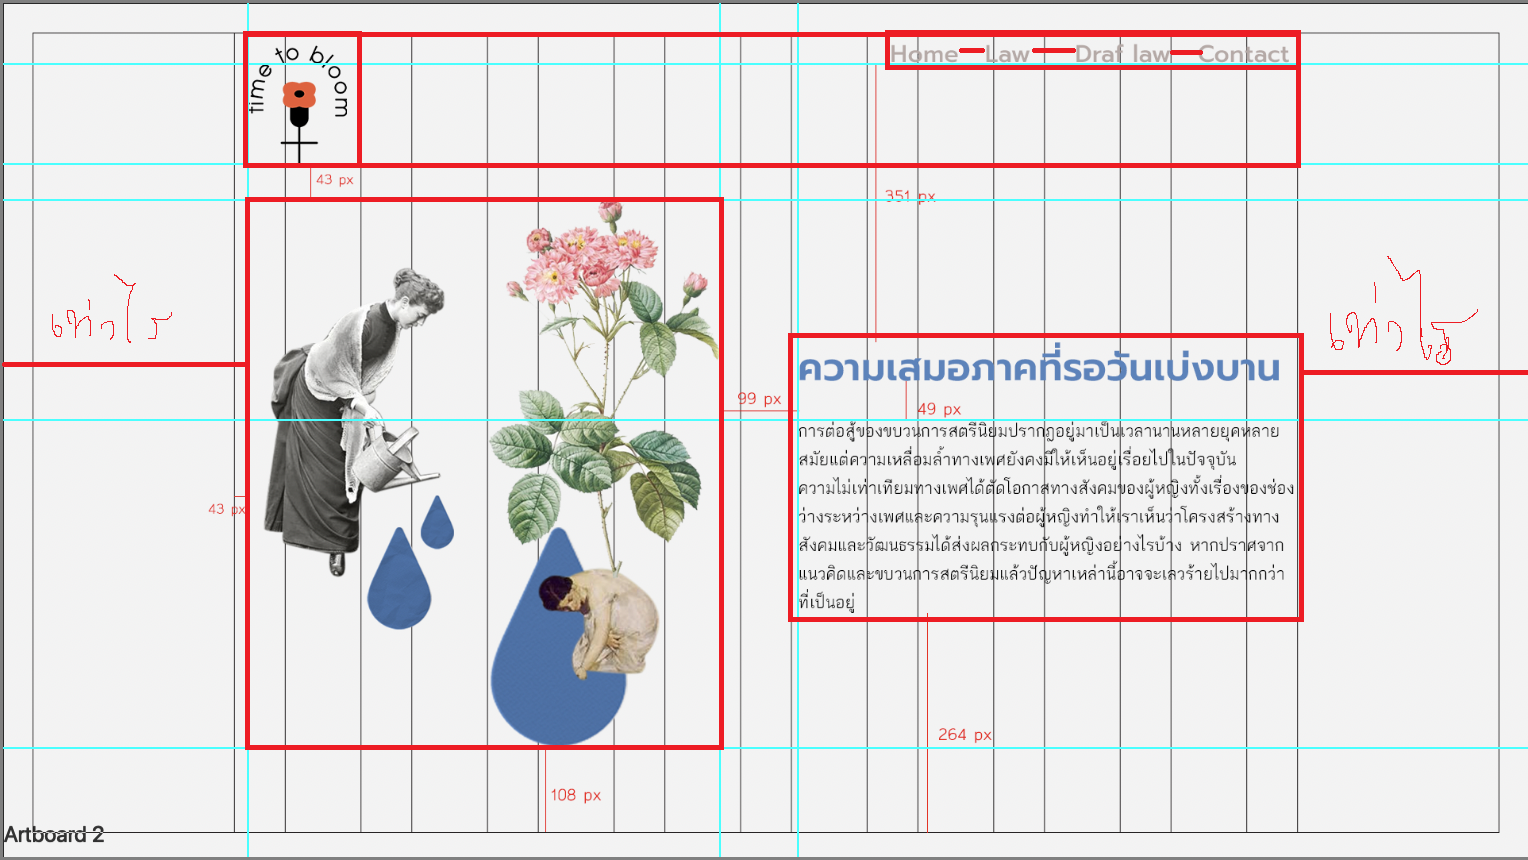 time to bloom
Home Law Draf law Contact
43 px
351 px
เท่าไร
เท่าไร
ความเสมอภาคที่รอวันเบ่งบาน
99 px
49 px
การต่อสู้ของขบวนการสตรีนิยมปรากฏอยู่มาเป็นเวลานานหลายยุคหลาย
สมัยแต่ความเหลื่อมล้ำทางเพศยังคงมีให้เห็นอยู่เรื่อยไปในปัจจุบัน
ความไม่เท่าเทียมทางเพศได้ตัดโอกาสทางสังคมของผู้หญิงทั้งเรื่องของช่อง
ว่างระหว่างเพศและความรุนแรงต่อผู้หญิงทำให้เราเห็นว่าโครงสร้างทาง
สังคมและวัฒนธรรมได้ส่งผลกระทบกับผู้หญิงอย่างไรบ้าง หากปราศจาก
แนวคิดและขบวนการสตรีนิยมแล้วปัญหาเหล่านี้อาจจะเลวร้ายไปมากกว่า
ที่เป็นอยู่
43 px
264 px
108 px
Artboard 2